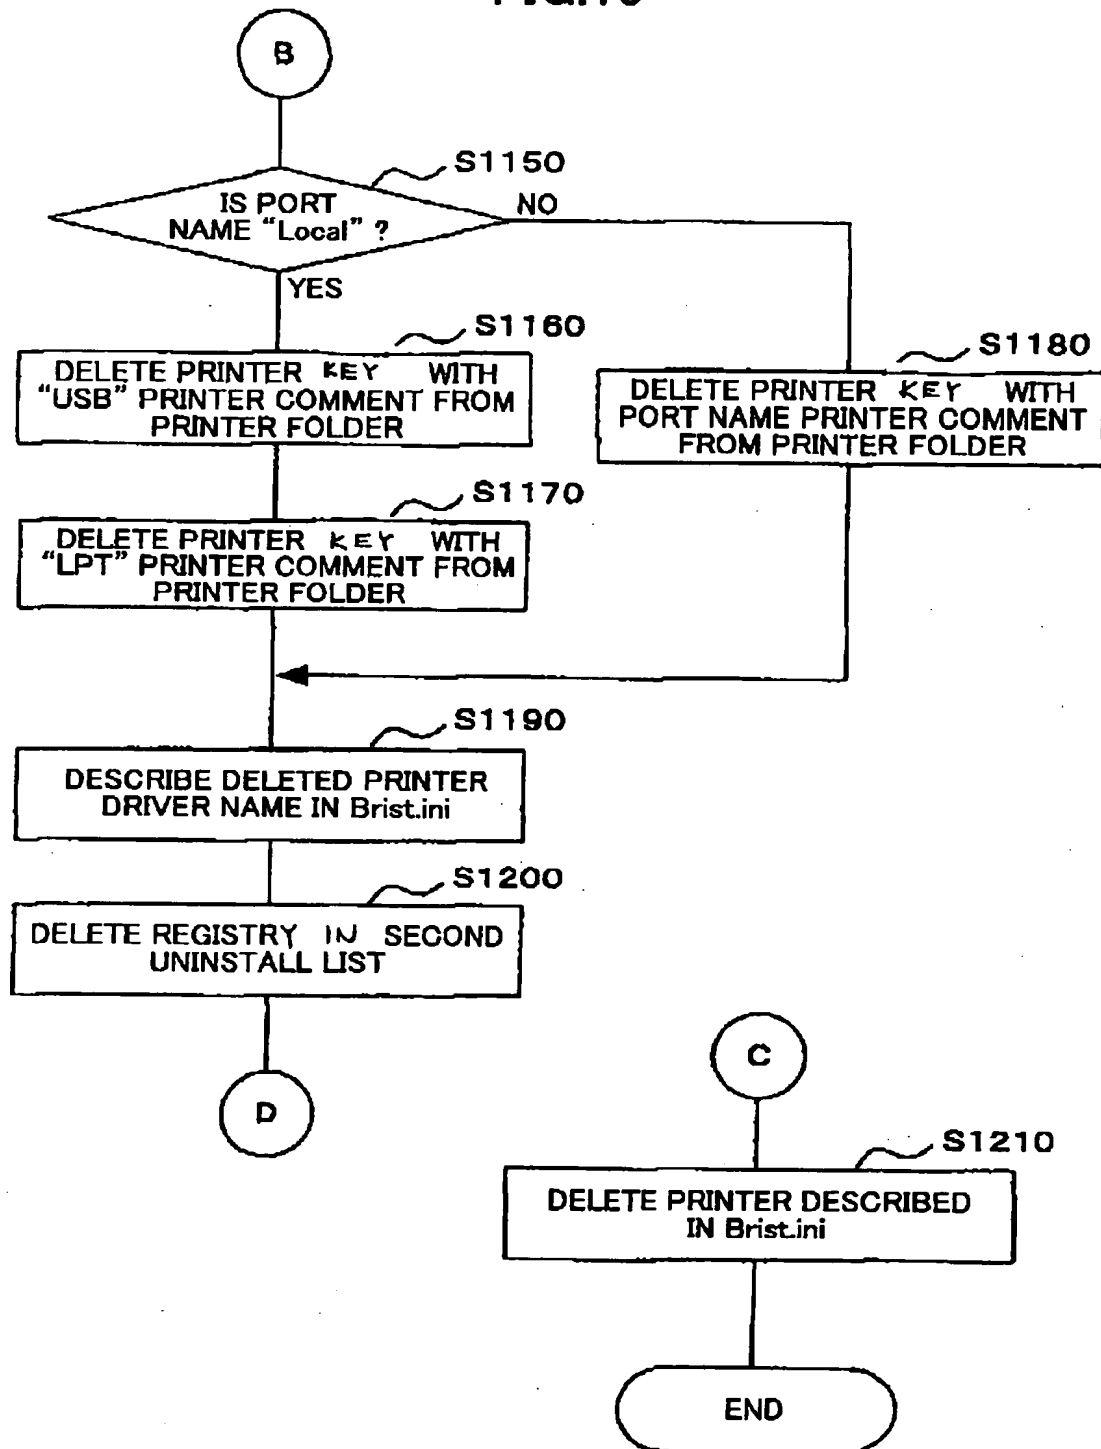 B
S1150
IS PORT
NAME “Local” ?
NO
YES
S1160
DELETE PRINTER KEY WITH
“USB” PRINTER COMMENT FROM
PRINTER FOLDER
S1180
DELETE PRINTER KEY WITH
PORT NAME PRINTER COMMENT
FROM PRINTER FOLDER
S1170
DELETE PRINTER KEY WITH
“LPT” PRINTER COMMENT FROM
PRINTER FOLDER
S1190
DESCRIBE DELETED PRINTER
DRIVER NAME IN Brist.ini
S1200
DELETE REGISTRY IN SECOND
UNINSTALL LIST
D
C
S1210
DELETE PRINTER DESCRIBED
IN Brist.ini
END